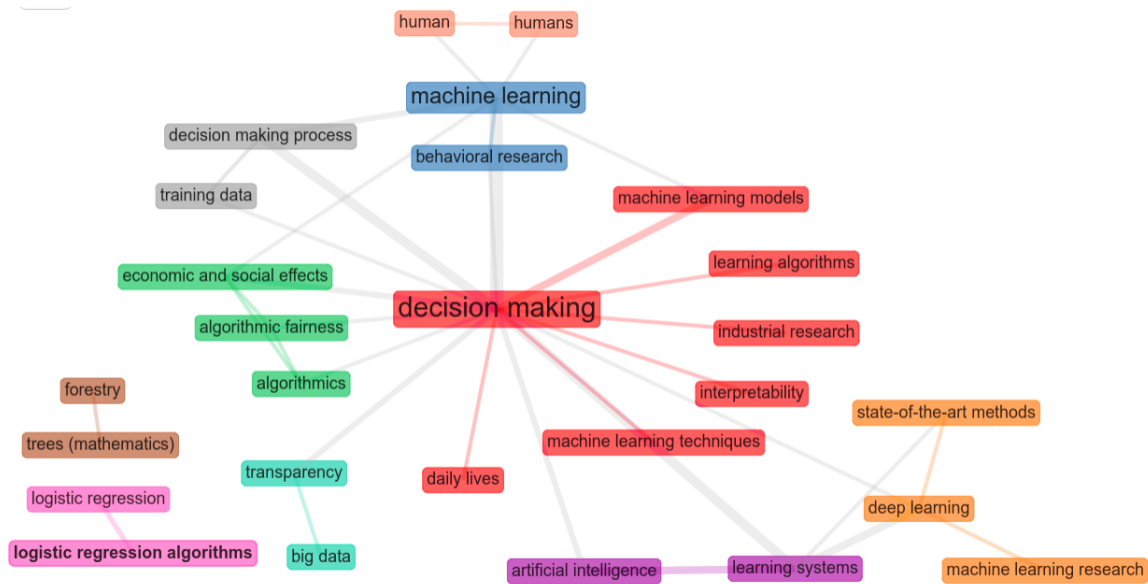 human
humans
machine learning
decision making process
behavioral research
training data
machine learning models
economic and social effects
learning algorithms
decision making
algorithmic fairness
industrial research
algorithmics
forestry
interpretability
state-of-the-art methods
trees (mathematics)
machine learning techniques
transparency
daily lives
logistic regression
deep learning
logistic regression algorithms
big data
artificial intelligence
learning systems
machine learning research